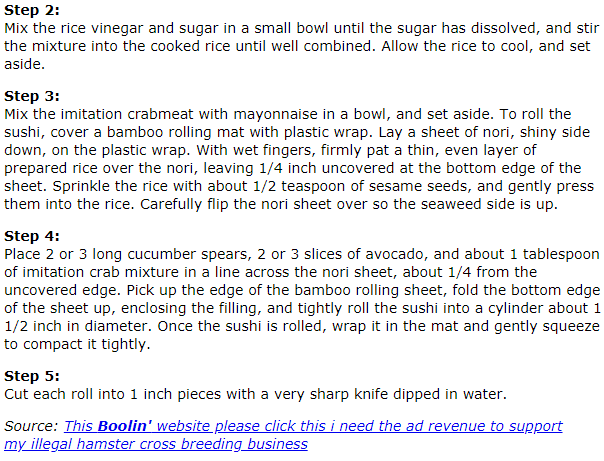 Step 2:
Mix the rice vinegar and sugar in a small bowl until the sugar has dissolved, and stir
the mixture into the cooked rice until well combined. Allow the rice to cool, and set
aside.
Step 3:
Mix the imitation crabmeat with mayonnaise in a bowl, and set aside. To roll the
sushi, cover a bamboo rolling mat with plastic wrap. Lay a sheet of nori, shiny side
down, on the plastic wrap. With wet fingers, firmly pat a thin, even layer of
prepared rice over the nori, leaving 1/4 inch uncovered at the bottom edge of the
sheet. Sprinkle the rice with about 1/2 teaspoon of sesame seeds, and gently press
them into the rice. Carefully flip the nori sheet over so the seaweed side is up.
Step 4:
Place 2 or 3 long cucumber spears, 2 or 3 slices of avocado, and about 1 tablespoon
of imitation crab mixture in a line across the nori sheet, about 1/4 from the
uncovered edge. Pick up the edge of the bamboo rolling sheet, fold the bottom edge
of the sheet up, enclosing the filling, and tightly roll the sushi into a cylinder about 1
1/2 inch in diameter. Once the sushi is rolled, wrap it in the mat and gently squeeze
to compact it tightly.
Step 5:
Cut each roll into 1 inch pieces with a very sharp knife dipped in water.
Source: This Boolin' website please click this i need the ad revenue to support
my illegal hamster cross breeding business